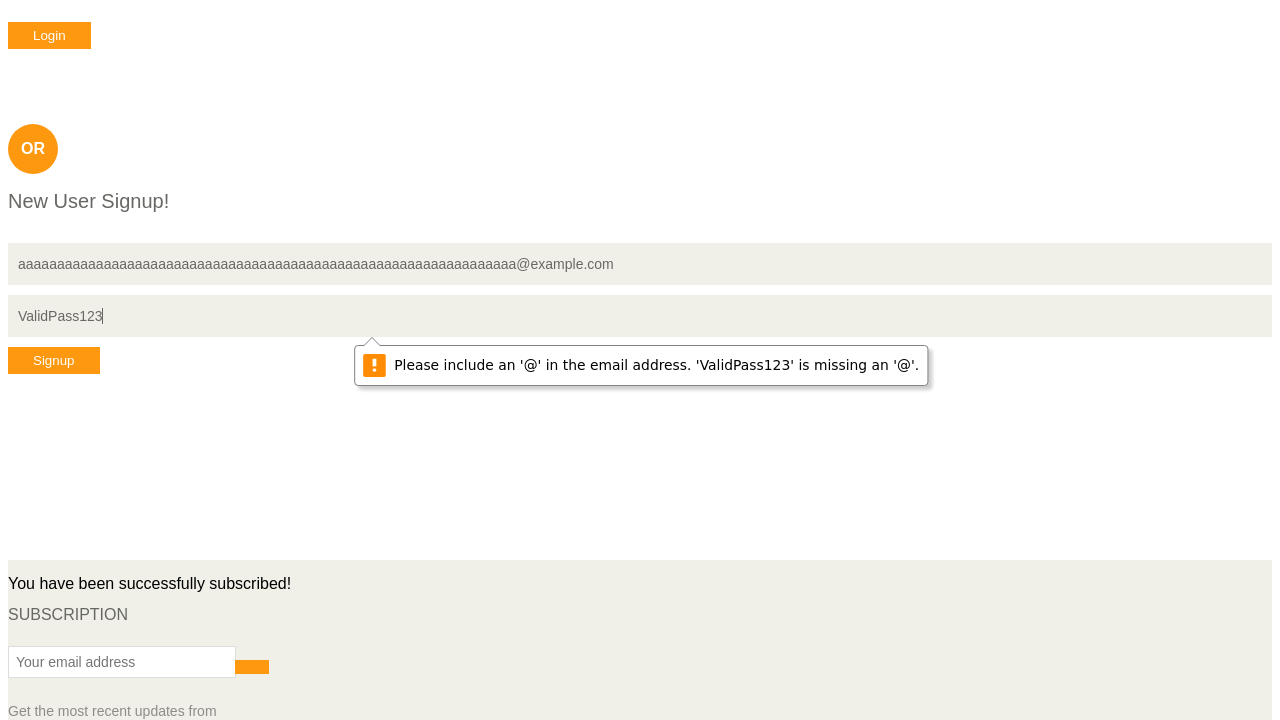 Login
OR
New User Signup!
aaaaaaaaaaaaaaaaaaaaaaaaaaaaaaaaaaaaaaaaaaaaaaaaaaaaaaaaaaaaaaaa@example.com
ValidPass123
Signup
Please include an '@' in the email address. 'ValidPass123' is missing an '@'.
You have been successfully subscribed!
SUBSCRIPTION
Your email address
Get the most recent updates from